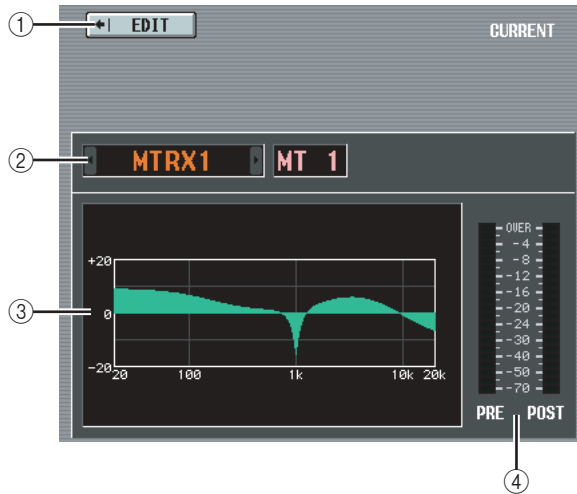 ① EDIT
CURRENT
② MTRX1 MT 1
③
+20
0
-20
20 100 1k 10k 20k
OVER
-4
-8
-12
-16
-20
-24
-30
-40
-50
-70
PRE POST
④